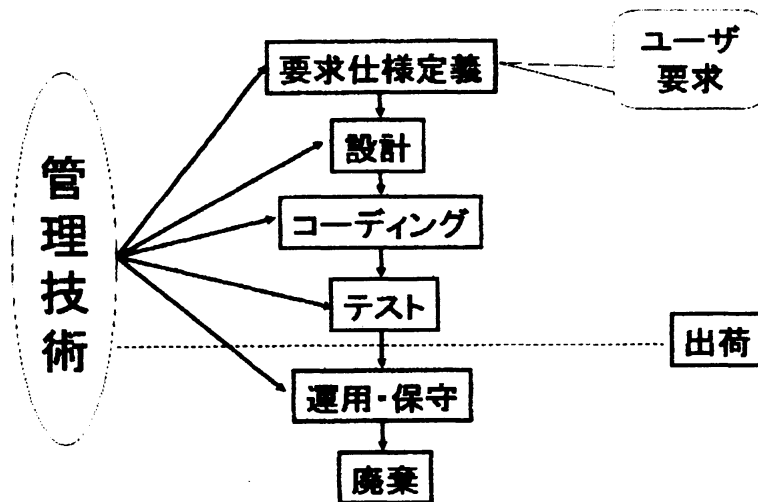 ユーザ
要求
要求仕様定義
設計
管理技術
コーディング
テスト
出荷
運用・保守
廃棄